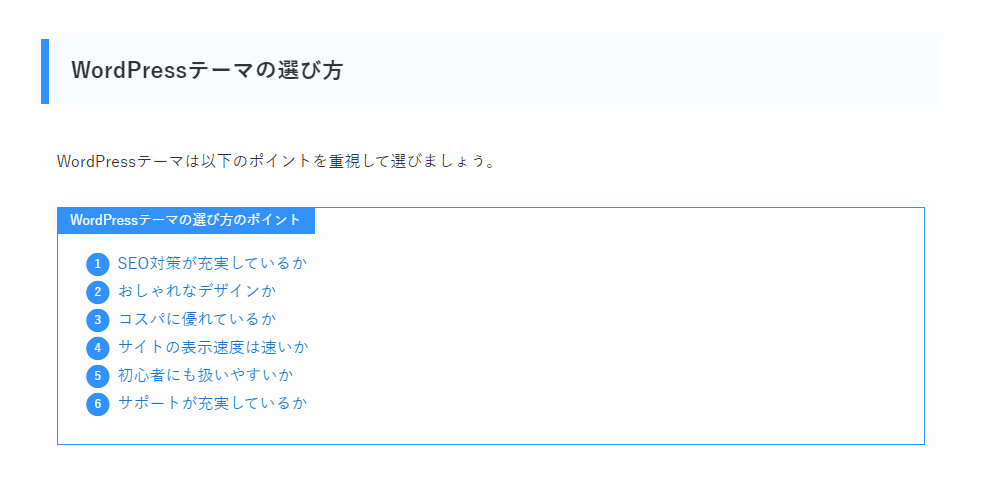 WordPressテーマの選び方
WordPressテーマは以下のポイントを重視して選びましょう。
WordPressテーマの選び方のポイント
1 SEO対策が充実しているか
2 おしゃれなデザインか
3 コスパに優れているか
4 サイトの表示速度は速いか
5 初心者にも扱いやすいか
6 サポートが充実しているか